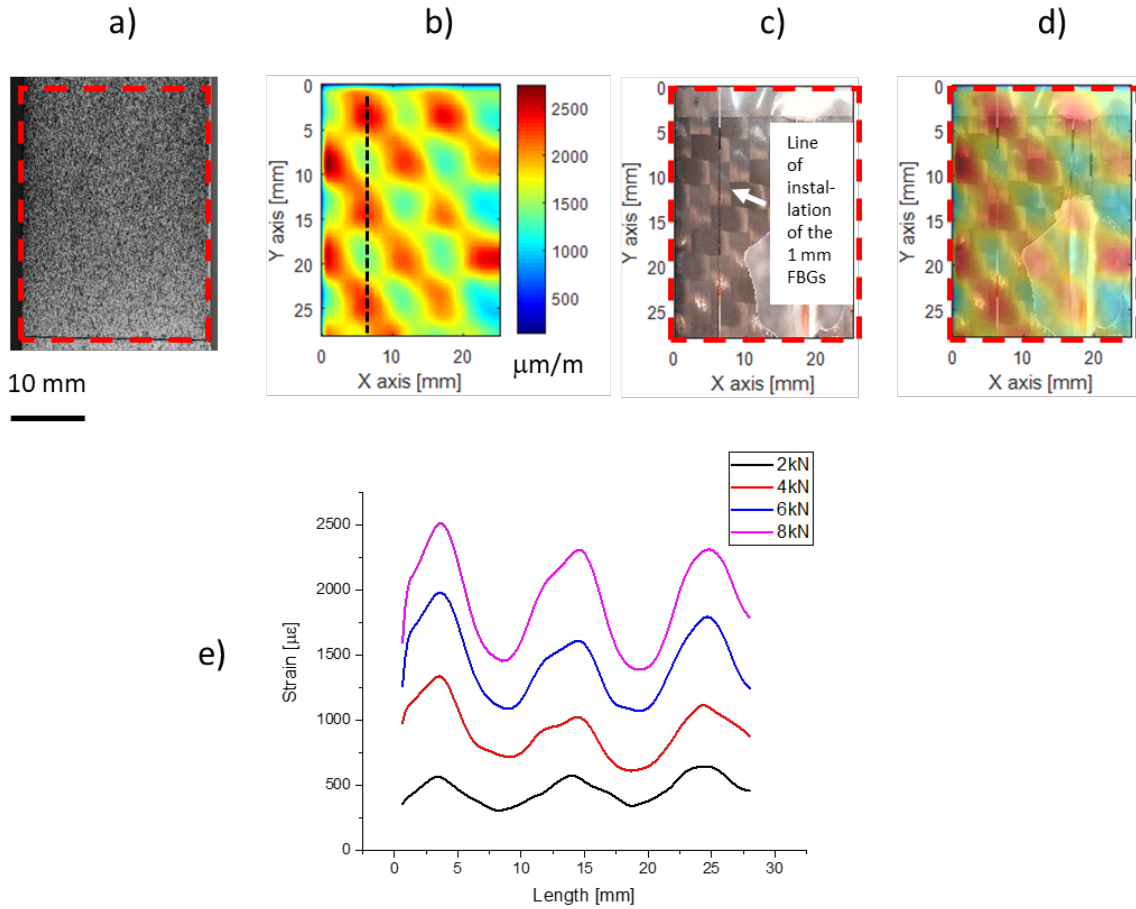 a)
b)
c)
d)
10 mm
0
5
10
15
20
25
Y axis [mm]
0
10
20
X axis [mm]
2500
2000
1500
1000
500
μm/m
0
5
10
15
20
25
Y axis [mm]
Line
of
instal-
lation
of the
1 mm
FBGs
0
10
20
X axis [mm]
0
5
10
15
20
25
Y axis [mm]
0
10
20
X axis [mm]
e)
2kN
4kN
6kN
8kN
2500
2000
1500
1000
500
0
Strain [με]
0
5
10
15
20
25
30
Length [mm]